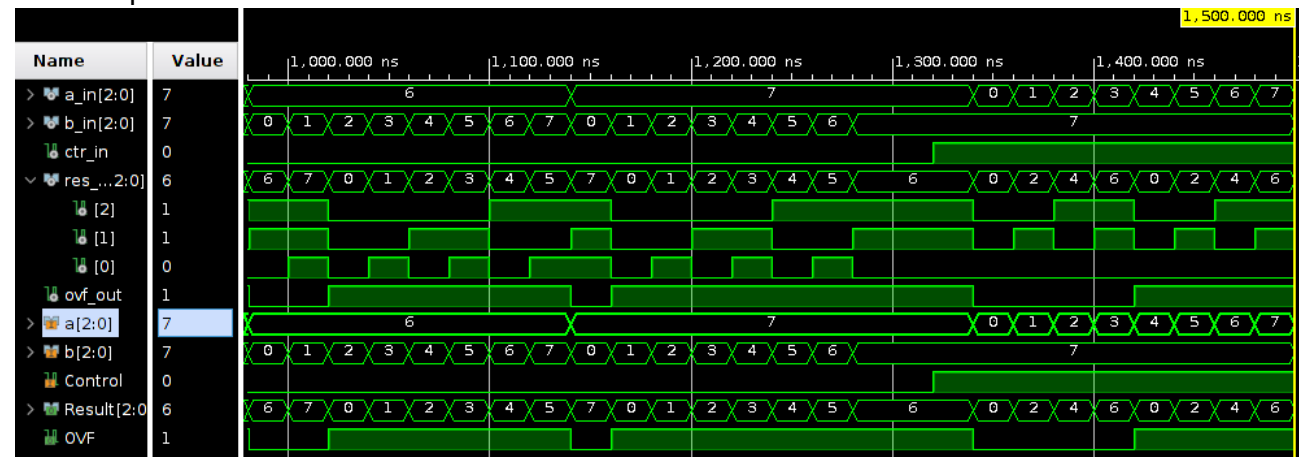 1,500.000 ns
Name Value 1,000.000 ns 1,100.000 ns 1,200.000 ns 1,300.000 ns 1,400.000 ns
> a_in[2:0] 7 6 7 0 1 2 3 4 5 6 7
> b_in[2:0] 7 0 1 2 3 4 5 6 7 0 1 2 3 4 5 6 7
ctr_in 0
res_...2:0] 6 6 7 0 1 2 3 4 5 7 0 1 2 3 4 5 6 0 2 4 6 0 2 4 6
[2] 1
[1] 1
[0] 0
ovf_out 1
> a[2:0] 7 6 7 0 1 2 3 4 5 6 7
> b[2:0] 7 0 1 2 3 4 5 6 7 0 1 2 3 4 5 6 7
Control 0
> Result[2:0 6 6 7 0 1 2 3 4 5 7 0 1 2 3 4 5 6 0 2 4 6 0 2 4 6
OVF 1